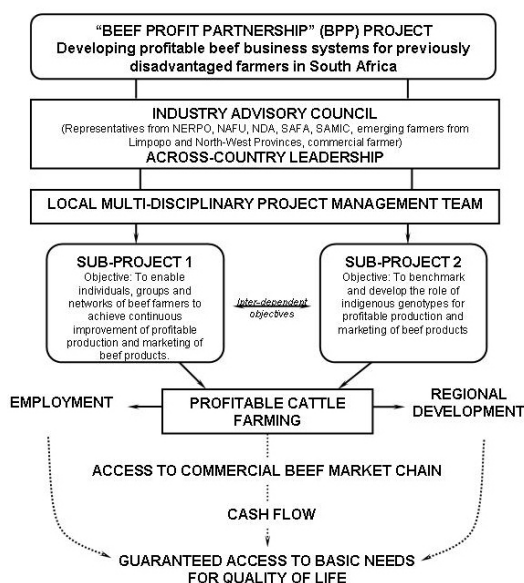 "BEEF PROFIT PARTNERSHIP" (BPP) PROJECT
Developing profitable beef business systems for previously
disadvantaged farmers in South Africa
INDUSTRY ADVISORY COUNCIL
(Representatives from NERPO, NAFU, NDA, SAFA, SAMIC, emerging farmers from
Limpopo and North-West Provinces, commercial farmer)
ACROSS-COUNTRY LEADERSHIP
LOCAL MULTI-DISCIPLINARY PROJECT MANAGEMENT TEAM
SUB-PROJECT 1
Objective: To enable
individuals, groups and
networks of beef farmers to
achieve continuous
improvement of profitable
production and marketing of
beef products.
Inter-dependent
objectives
SUB-PROJECT 2
Objective: To benchmark
and develop the role of
indigenous genotypes for
profitable production and
marketing of beef products
EMPLOYMENT
PROFITABLE CATTLE
FARMING
REGIONAL
DEVELOPMENT
ACCESS TO COMMERCIAL BEEF MARKET CHAIN
CASH FLOW
GUARANTEED ACCESS TO BASIC NEEDS
FOR QUALITY OF LIFE